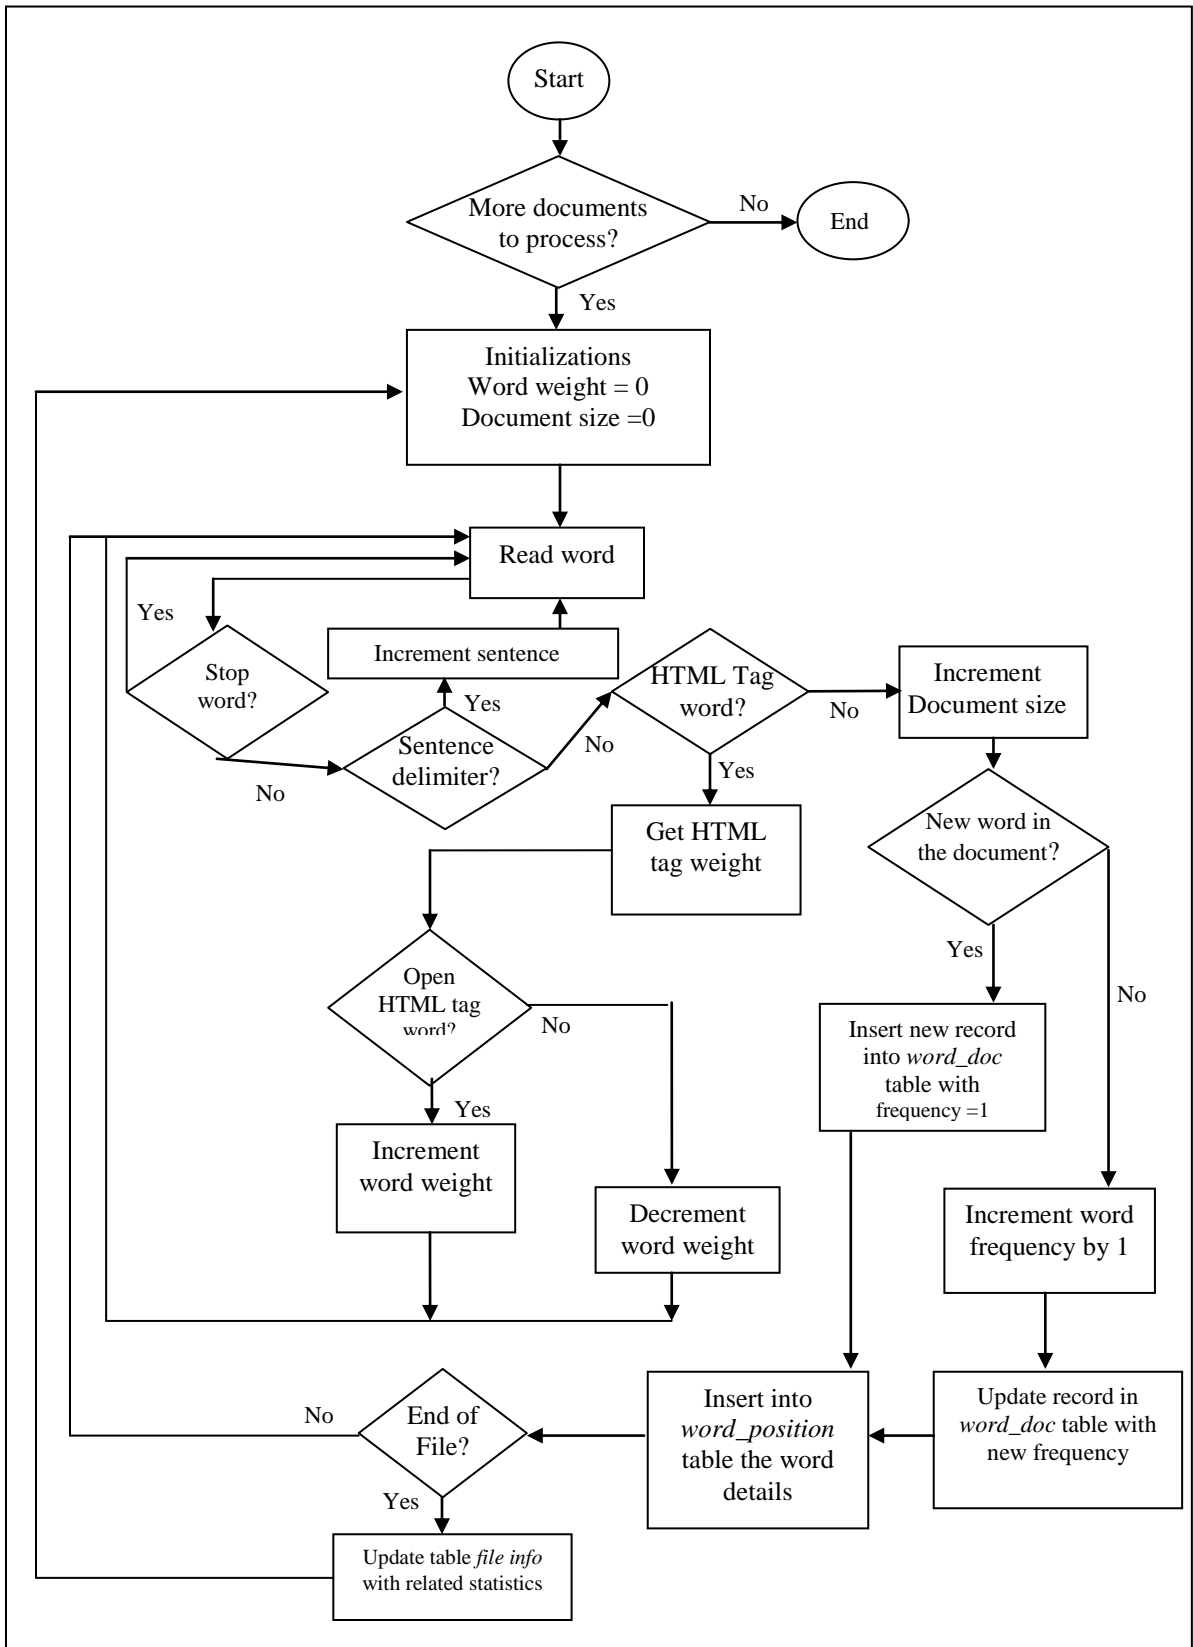 Start
More documents
to process?
No
End
Yes
Initializations
Word weight = 0
Document size =0
Read word
Yes
Stop
word?
No
Increment sentence
Yes
Sentence
delimiter?
No
HTML Tag
word?
No
Yes
Increment
Document size
Get HTML
tag weight
New word in
the document?
Yes
No
Open
HTML tag
word?
No
Yes
Insert new record
into word_doc
table with
frequency =1
Increment
word weight
Decrement
word weight
Increment word
frequency by 1
Update record in
word_doc table with
new frequency
Insert into
word_position
table the word
details
End of
File?
No
Yes
Update table file info
with related statistics